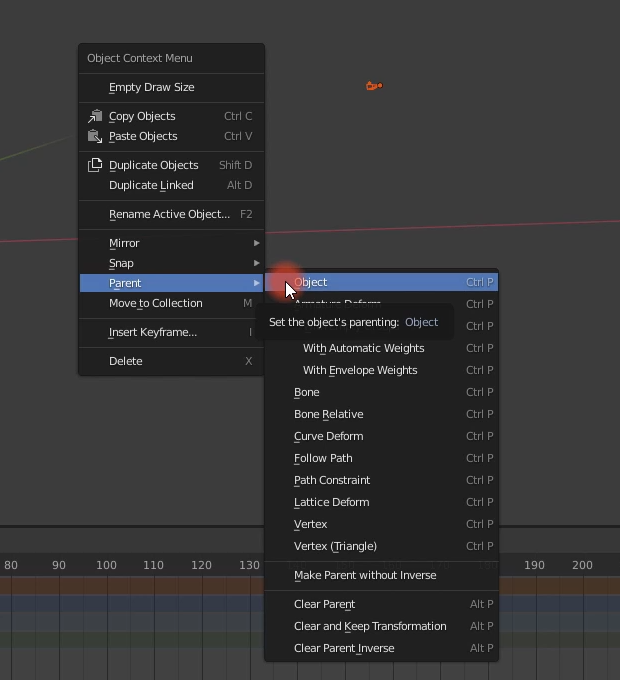 Object Context Menu
Empty Draw Size
Copy Objects Ctrl C
Paste Objects Ctrl V
Duplicate Objects Shift D
Duplicate Linked Alt D
Rename Active Object... F2
Mirror
Snap
Parent
Move to Collection M
Insert Keyframe... I
Delete X
Object Ctrl P
Armature Deform Ctrl P
Set the object's parenting: Object
Ctrl P
With Automatic Weights Ctrl P
With Envelope Weights Ctrl P
Bone Ctrl P
Bone Relative Ctrl P
Curve Deform Ctrl P
Follow Path Ctrl P
Path Constraint Ctrl P
Lattice Deform Ctrl P
Vertex Ctrl P
Vertex (Triangle) Ctrl P
Make Parent without Inverse
Clear Parent Alt P
Clear and Keep Transformation Alt P
Clear Parent Inverse Alt P
80 90 100 110 120 130 190 200